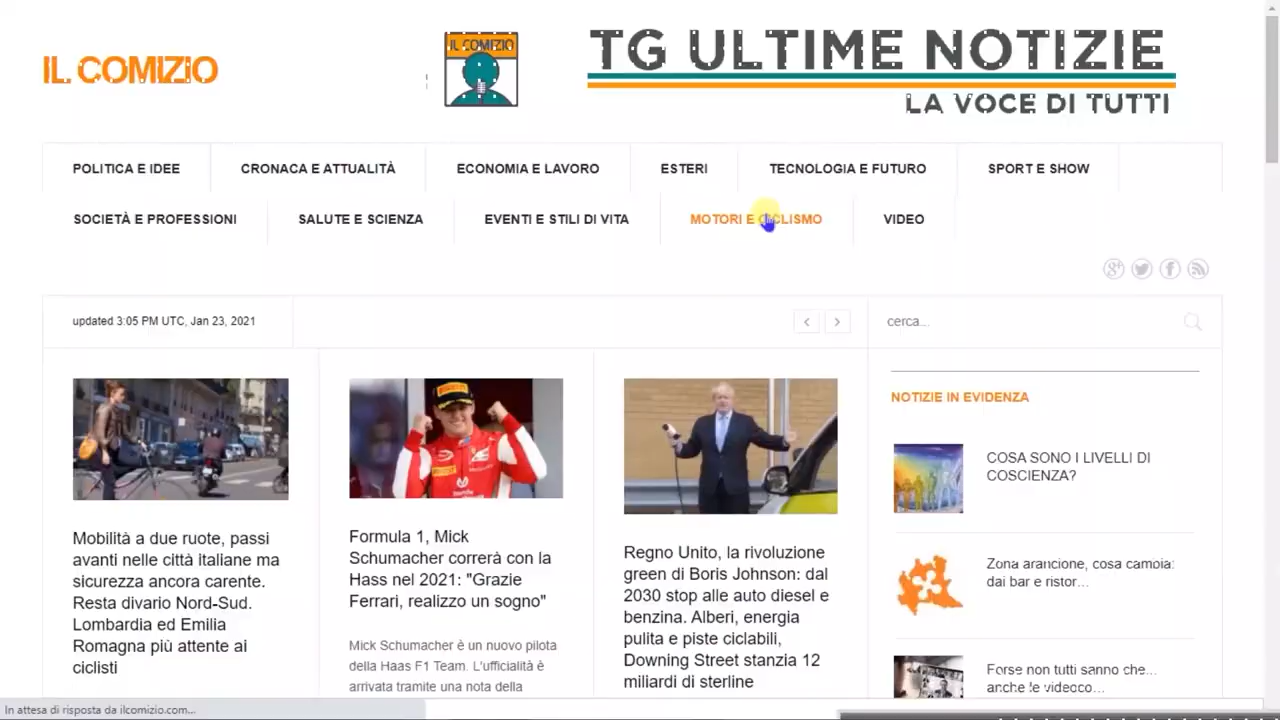 IL COMIZIO
IL COMIZIO
TG ULTIME NOTIZIE
LA VOCE DI TUTTI
POLITICA E IDEE
CRONACA E ATTUALITÀ
ECONOMIA E LAVORO
ESTERI
TECNOLOGIA E FUTURO
SPORT E SHOW
SOCIETÀ E PROFESSIONI
SALUTE E SCIENZA
EVENTI E STILI DI VITA
MOTORI E CICLISMO
VIDEO
updated 3:05 PM UTC, Jan 23, 2021
cerca...
Mobilità a due ruote, passi
avanti nelle città italiane ma
sicurezza ancora carente.
Resta divario Nord-Sud.
Lombardia ed Emilia
Romagna più attente ai
ciclisti
Formula 1, Mick
Schumacher correrà con la
Hass nel 2021: "Grazie
Ferrari, realizzo un sogno"
Mick Schumacher è un nuovo pilota
della Haas F1 Team. L'ufficialità è
arrivata tramite una nota della
Regno Unito, la rivoluzione
green di Boris Johnson: dal
2030 stop alle auto diesel e
benzina. Alberi, energia
pulita e piste ciclabili,
Downing Street stanzia 12
miliardi di sterline
NOTIZIE IN EVIDENZA
COSA SONO I LIVELLI DI
COSCIENZA?
Zona arancione, cosa cambia:
dai bar e ristor...
Forse non tutti sanno che...
anche le videoco...
In attesa di risposta da ilcomizio.com...